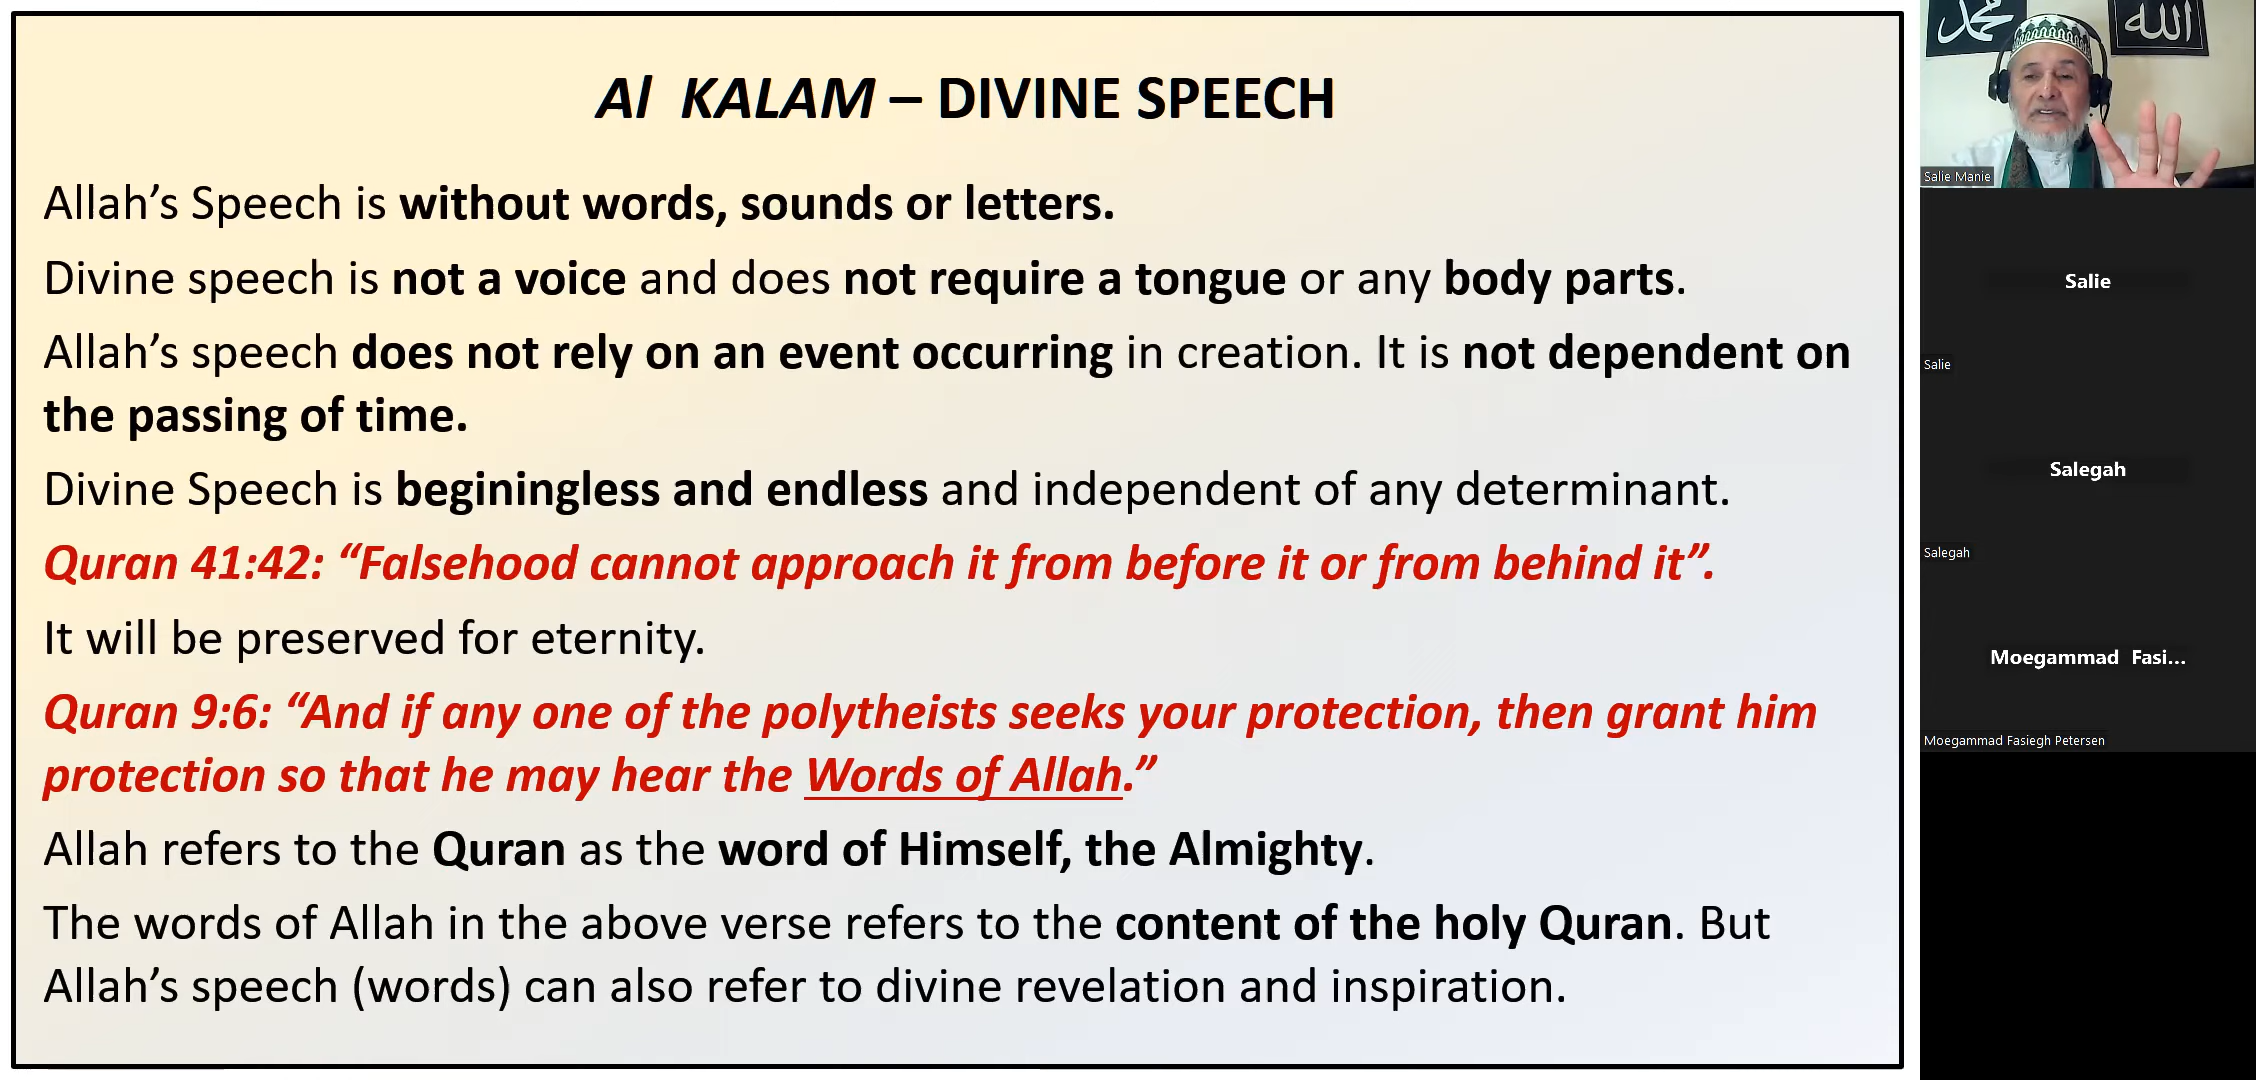 Al KALAM – DIVINE SPEECH
Allah’s Speech is without words, sounds or letters.
Divine speech is not a voice and does not require a tongue or any body parts.
Allah’s speech does not rely on an event occurring in creation. It is not dependent on
the passing of time.
Divine Speech is beginingless and endless and independent of any determinant.
Quran 41:42: “Falsehood cannot approach it from before it or from behind it”.
It will be preserved for eternity.
Quran 9:6: “And if any one of the polytheists seeks your protection, then grant him
protection so that he may hear the Words of Allah.”
Allah refers to the Quran as the word of Himself, the Almighty.
The words of Allah in the above verse refers to the content of the holy Quran. But
Allah’s speech (words) can also refer to divine revelation and inspiration.
محمد
الله
Salie Manie
Salie
Salie
Salegah
Salegah
Moegammad Fasi...
Moegammad Fasiegh Petersen